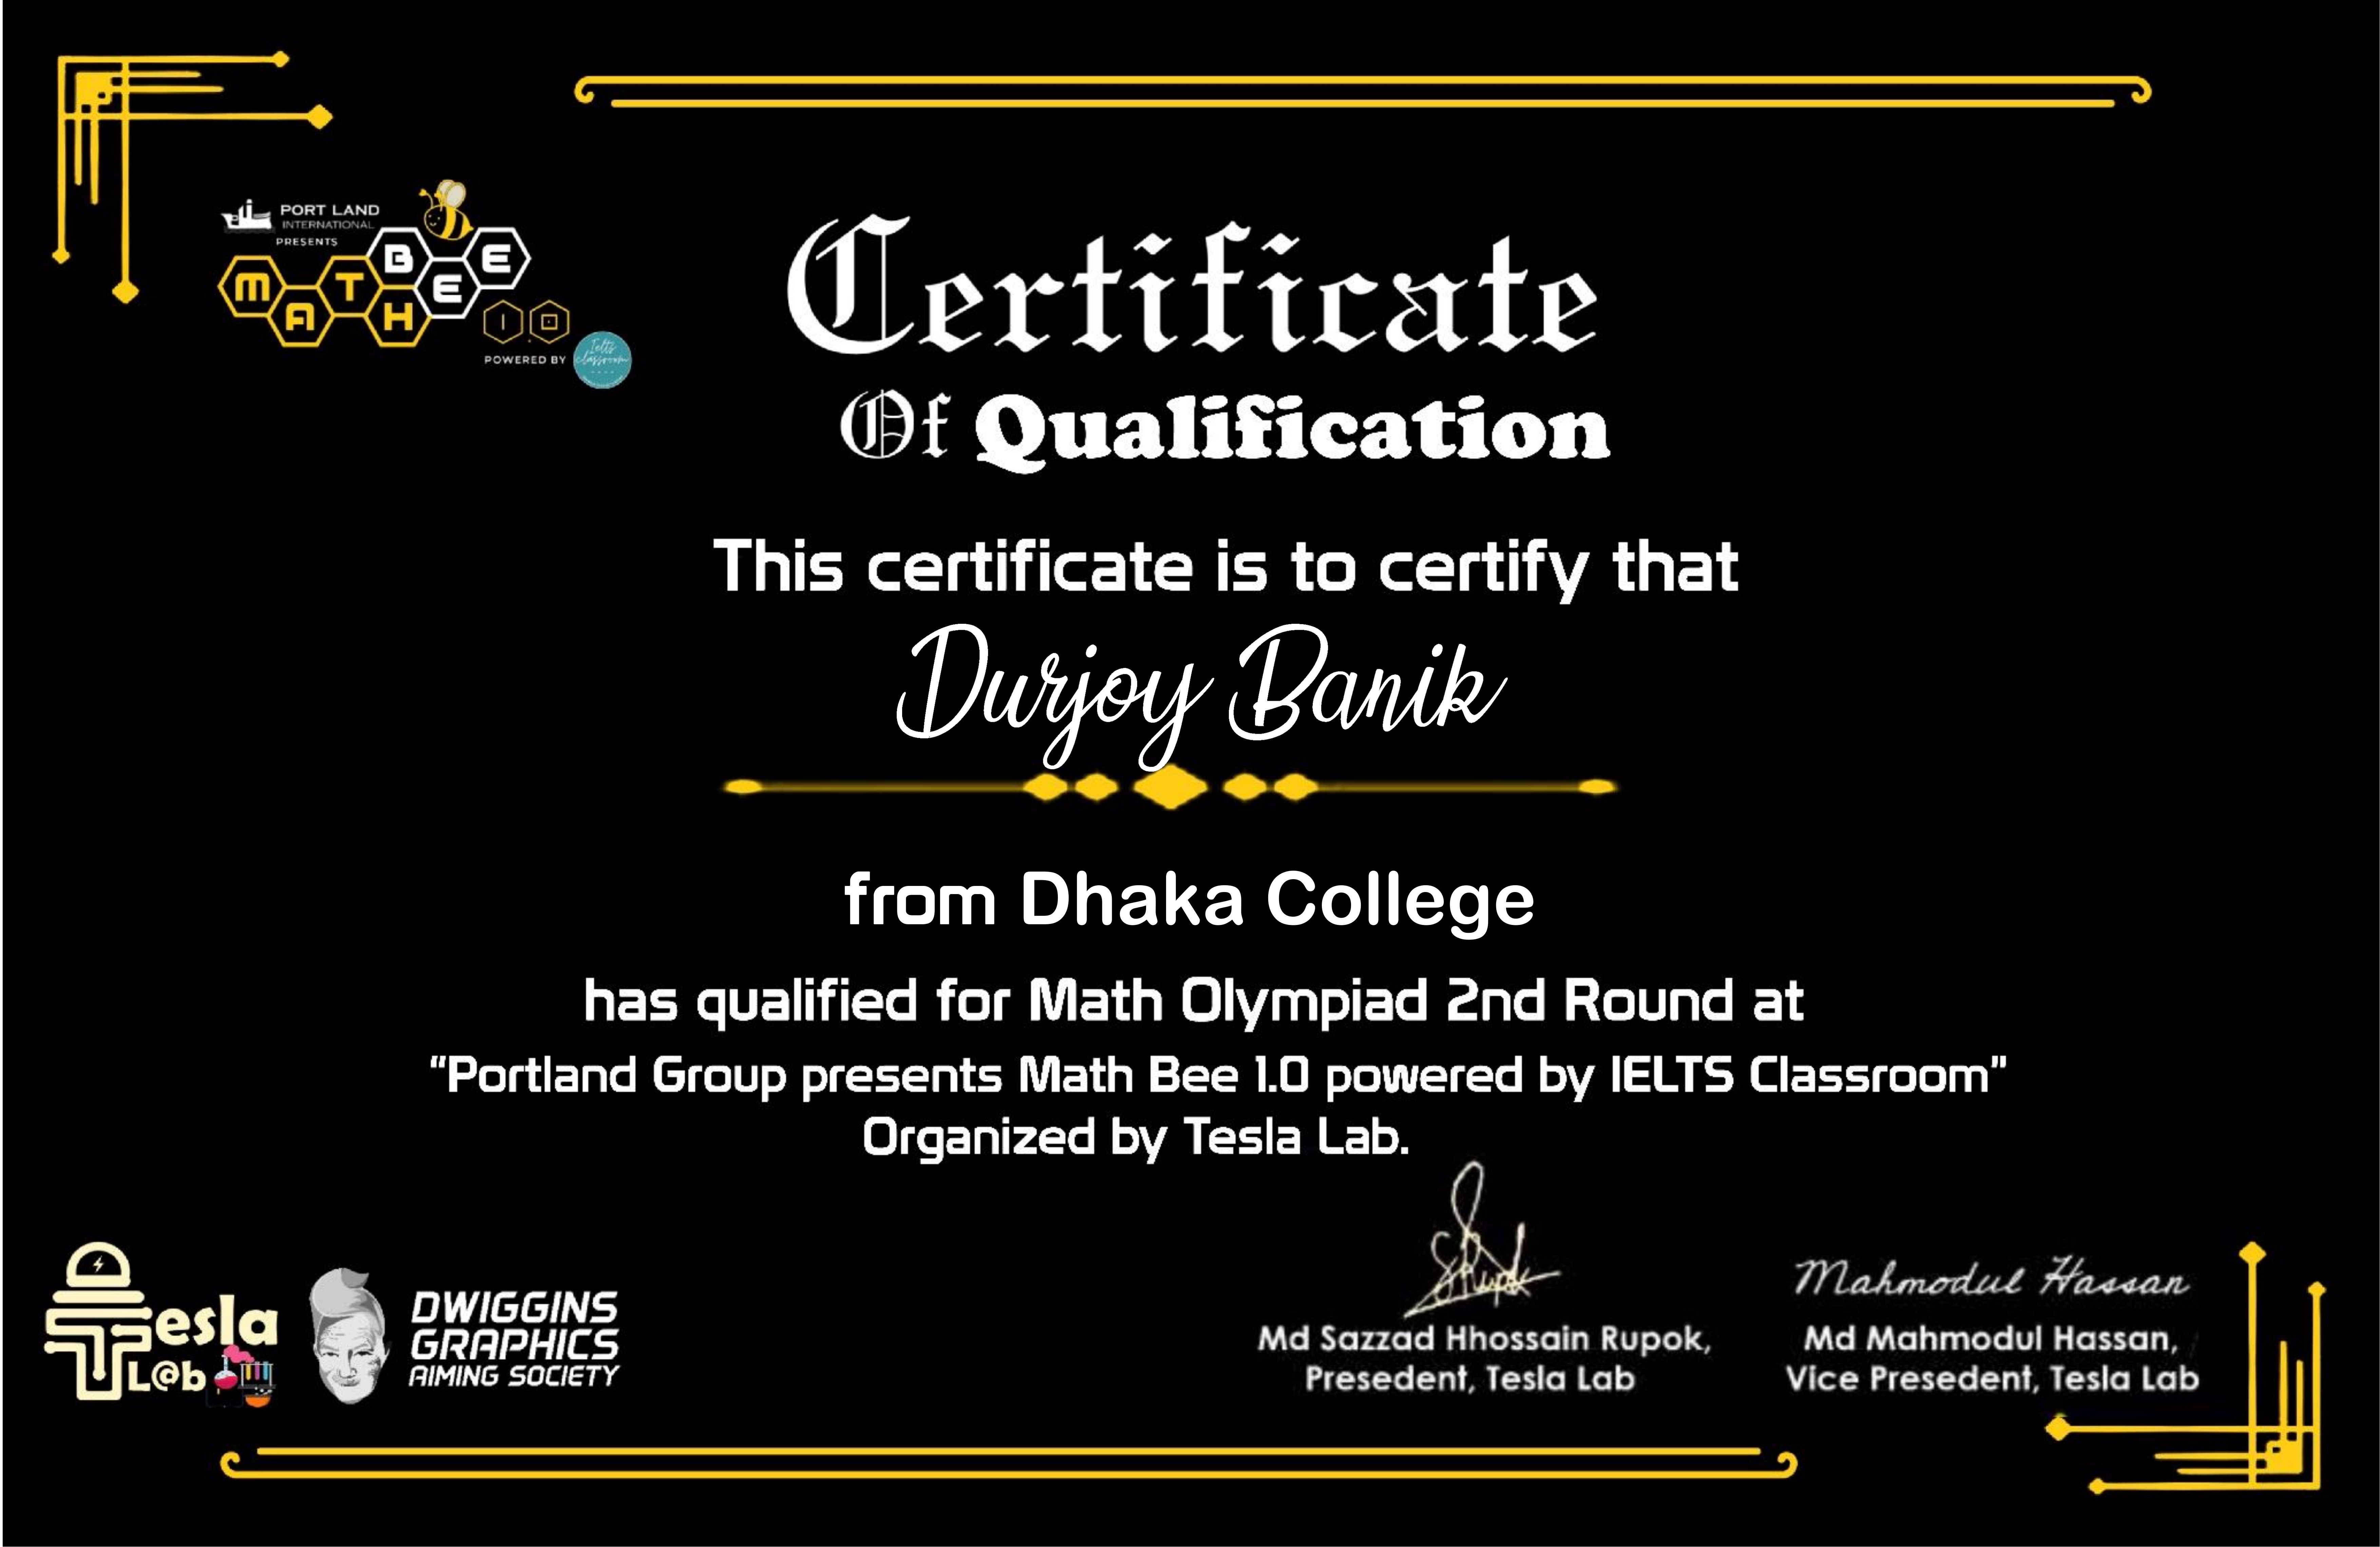 PORT LAND
INTERNATIONAL
PRESENTS
MATH BEE
1.0
POWERED BY
Ielts
classroom
Certificate
Of Qualification
This certificate is to certify that
Durjoy Banik
from Dhaka College
has qualified for Math Olympiad 2nd Round at
“Portland Group presents Math Bee 1.0 powered by IELTS Classroom”
Organized by Tesla Lab.
Tesla
L@b
DWIGGINS
GRAPHICS
AIMING SOCIETY
Md Sazzad Hhossain Rupok,
Presedent, Tesla Lab
Mahmodul Hassan
Md Mahmodul Hassan,
Vice Presedent, Tesla Lab